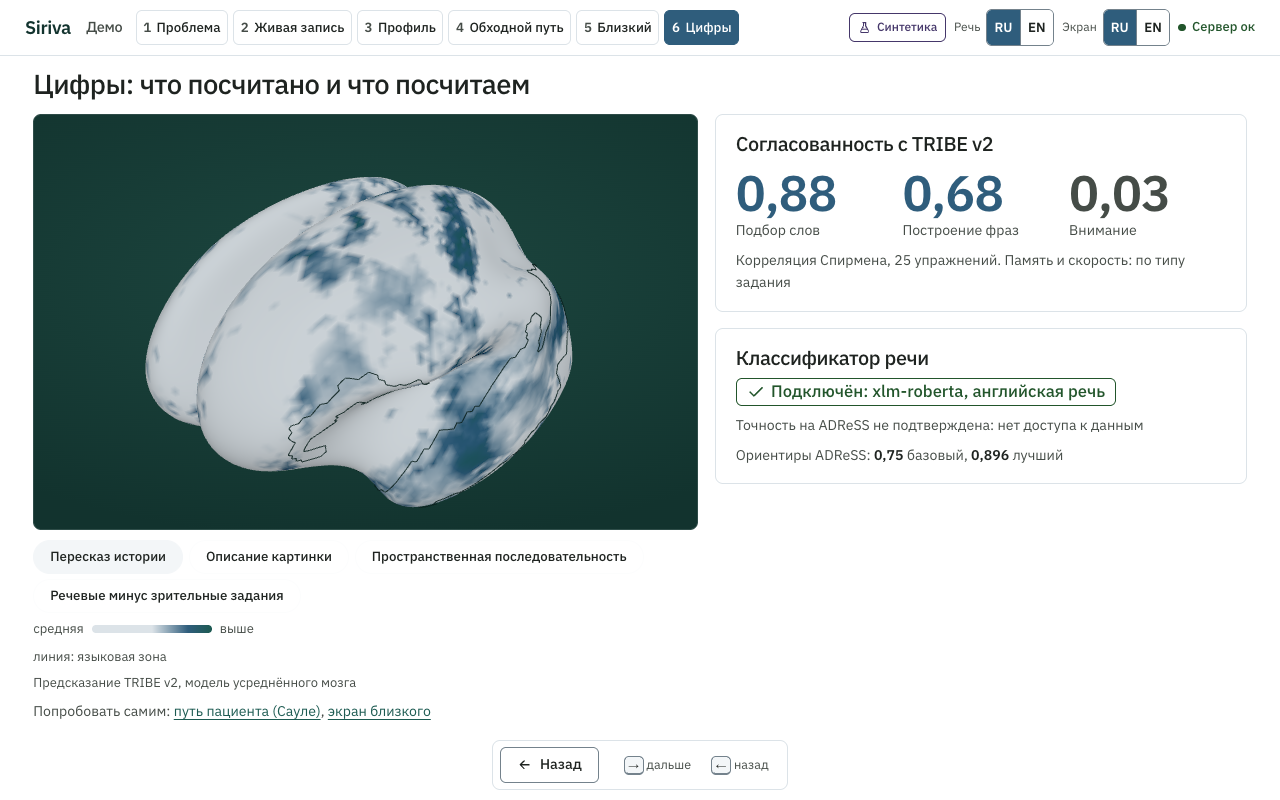 Siriva Демо 1 Проблема 2 Живая запись 3 Профиль 4 Обходной путь 5 Близкий 6 Цифры Синтетика Речь RU EN Экран RU EN Сервер ок
Цифры: что посчитано и что посчитаем
Согласованность с TRIBE v2
0,88 0,68 0,03
Подбор слов Построение фраз Внимание
Корреляция Спирмена, 25 упражнений. Память и скорость: по типу
задания
Классификатор речи
Подключён: xlm-roberta, английская речь
Точность на ADReSS не подтверждена: нет доступа к данным
Ориентиры ADReSS: 0,75 базовый, 0,896 лучший
Пересказ истории Описание картинки Пространственная последовательность
Речевые минус зрительные задания
средняя выше
линия: языковая зона
Предсказание TRIBE v2, модель усреднённого мозга
Попробовать самим: путь пациента (Сауле), экран близкого
← Назад → дальше ← назад